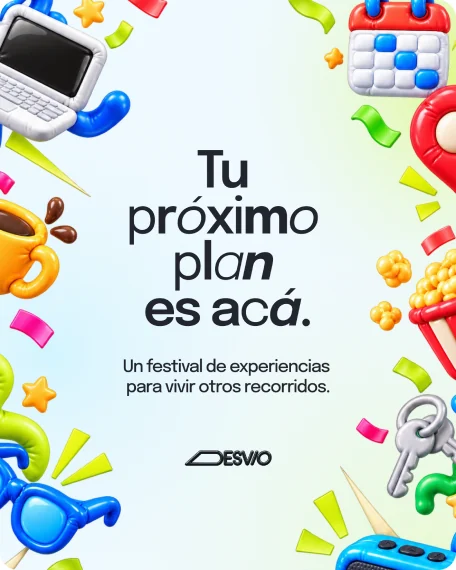 Tu
próximo
plan
es acá.
Un festival de experiencias
para vivir otros recorridos.
DESVIO